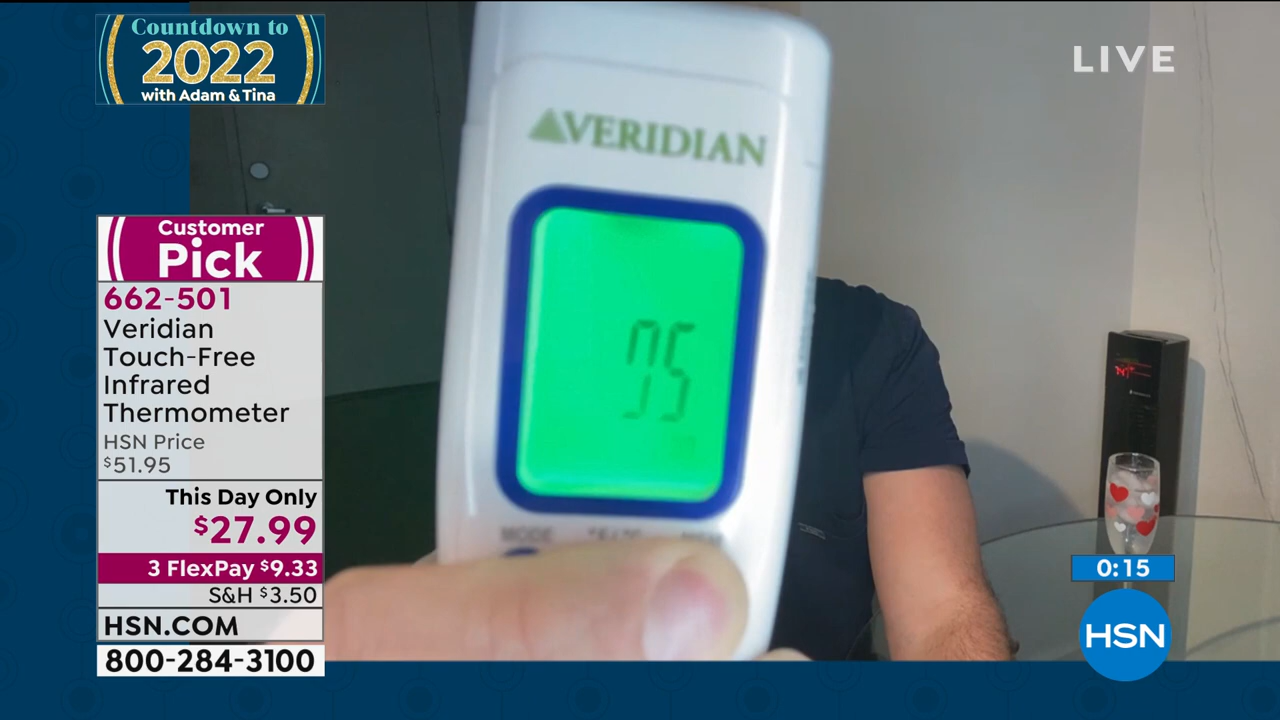 Countdown to
2022
with Adam & Tina
LIVE
VERIDIAN
Customer
Pick
662-501
Veridian
Touch-Free
Infrared
Thermometer
HSN Price
$51.95
This Day Only
$27.99
3 FlexPay $9.33
S&H $3.50
HSN.COM
800-284-3100
MODE
0:15
HSN